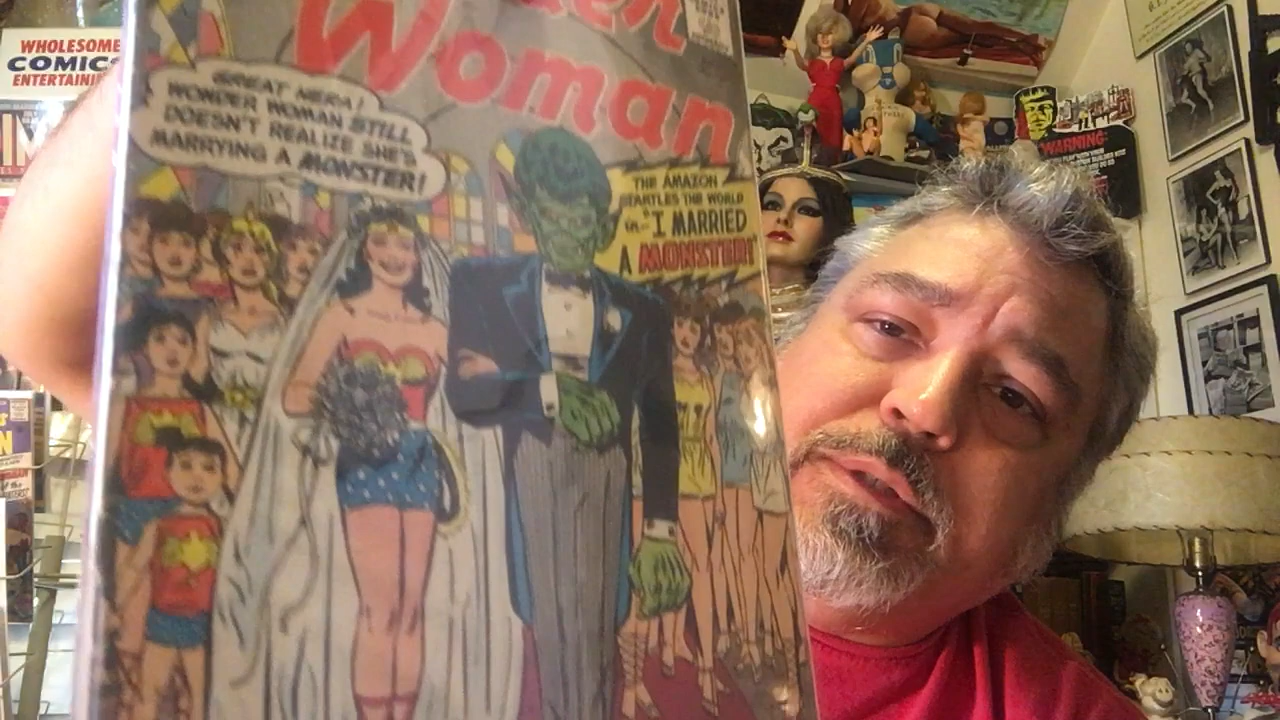 WHOLESOME
COMICS
Woman
GREAT HERA!
WONDER WOMAN STILL
DOESN'T REALIZE SHE'S
MARRYING A MONSTER!
THE AMAZON
STARTLES THE WORLD
IN--"I MARRIED
A MONSTER!"
WARNING: